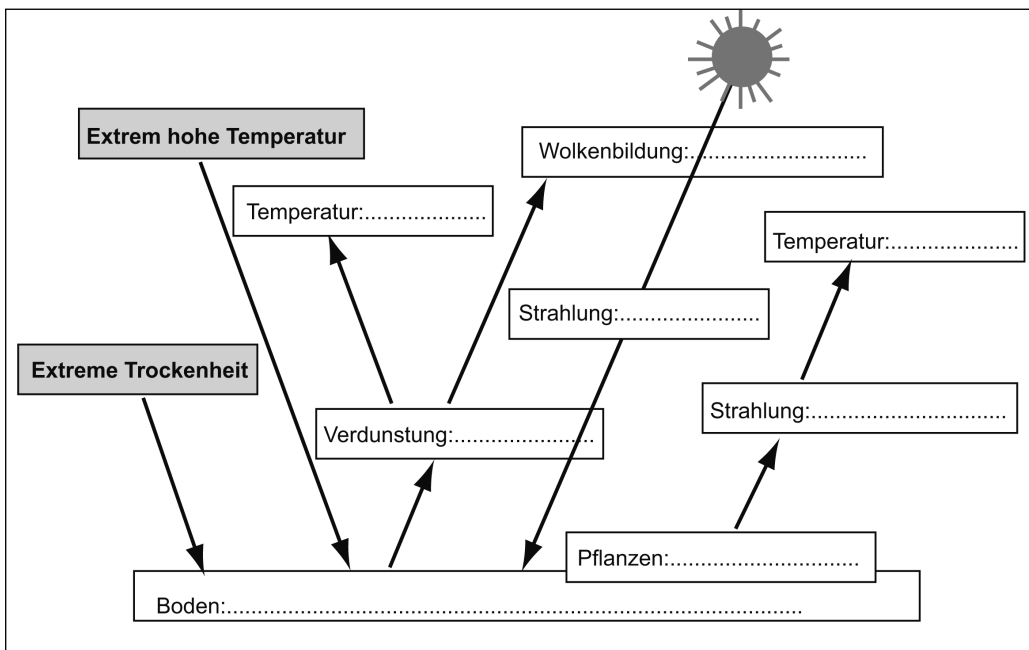 Extrem hohe Temperatur
Wolkenbildung:.............................
Temperatur:....................
Temperatur:.....................
Strahlung:.......................
Extreme Trockenheit
Strahlung:................................
Verdunstung:.......................
Pflanzen:...............................
Boden:...............................................................................................